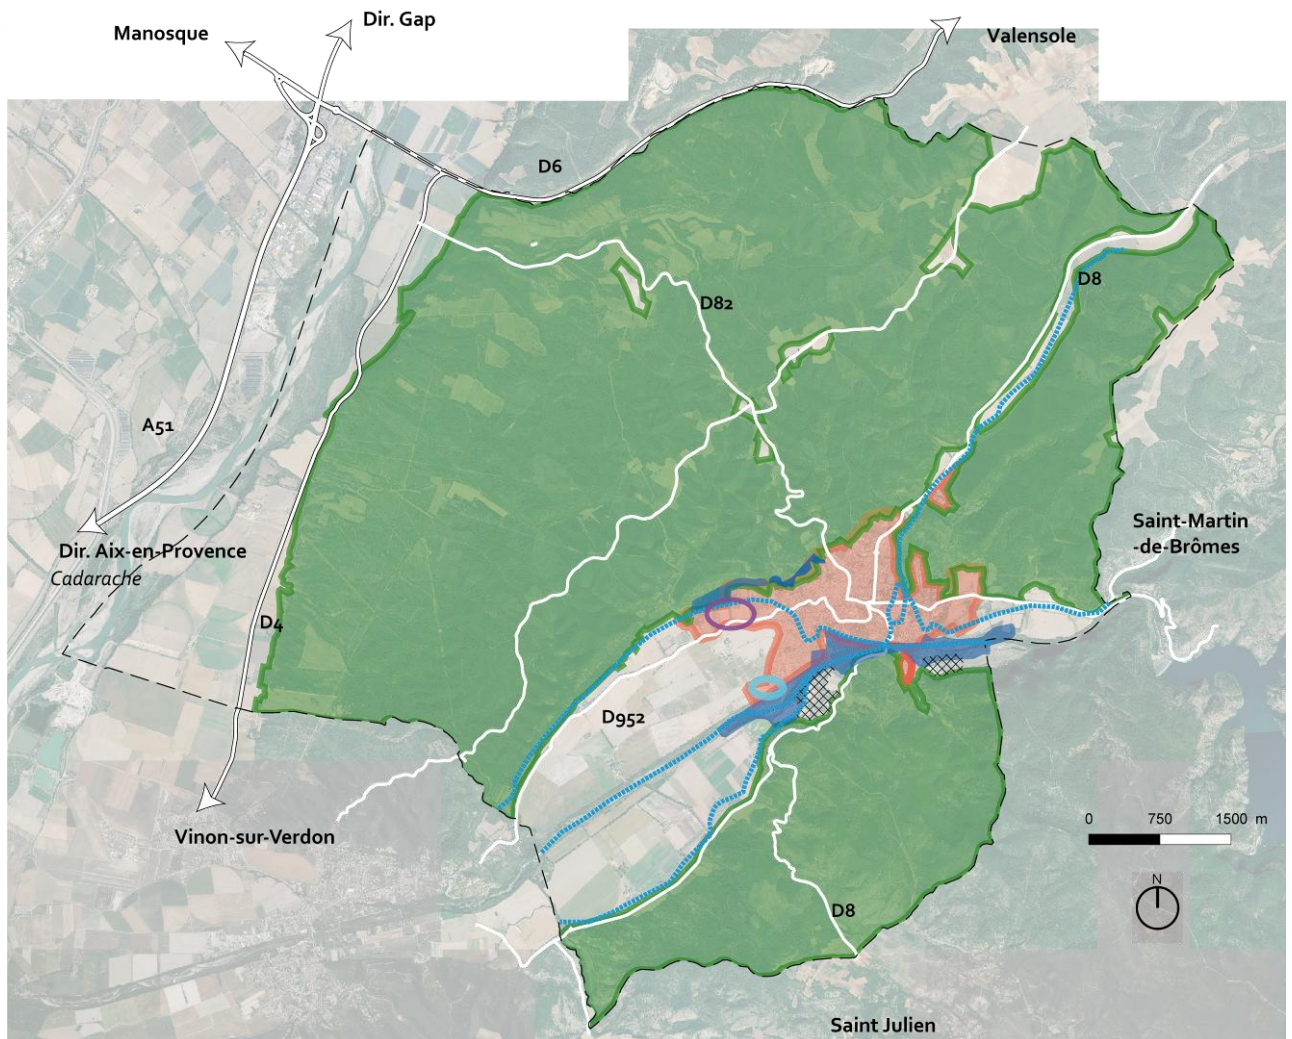 Dir. Gap
Manosque
Valensole
D6
D8
D82
A51
Saint-Martin
-de-Brômes
Dir. Aix-en-Provence
Cadarache
D4
D952
0 750 1500 m
Vinon-sur-Verdon
N
D8
Saint Julien